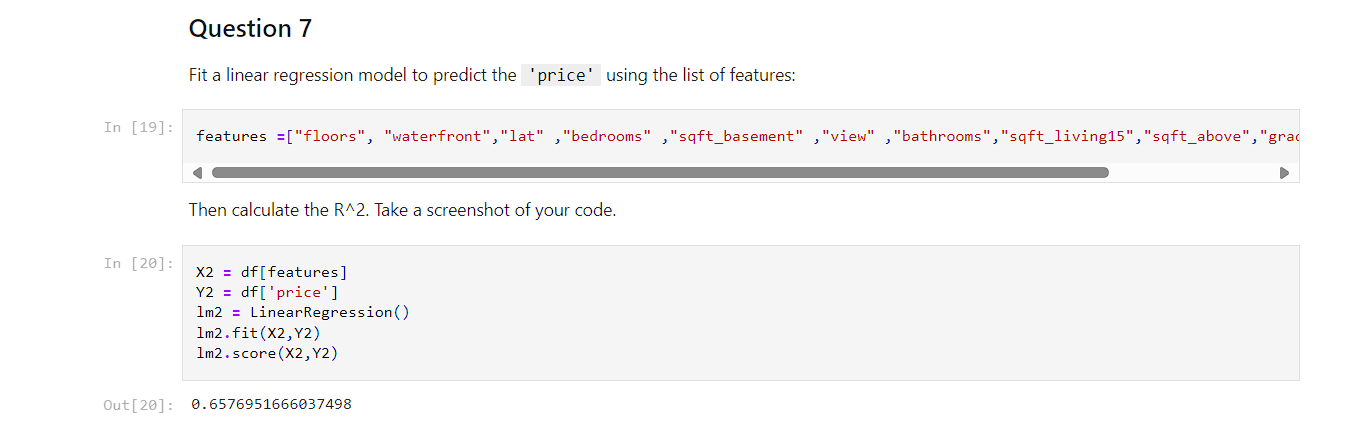 Question 7
Fit a linear regression model to predict the 'price' using the list of features:
In [19]:
features =["floors", "waterfront","lat" ,"bedrooms" ,"sqft_basement" ,"view" ,"bathrooms","sqft_living15","sqft_above","grac
Then calculate the R^2. Take a screenshot of your code.
In [20]:
X2 = df[features]
Y2 = df['price']
lm2 = LinearRegression()
lm2.fit(X2,Y2)
lm2.score(X2,Y2)
Out[20]: 0.6576951666037498